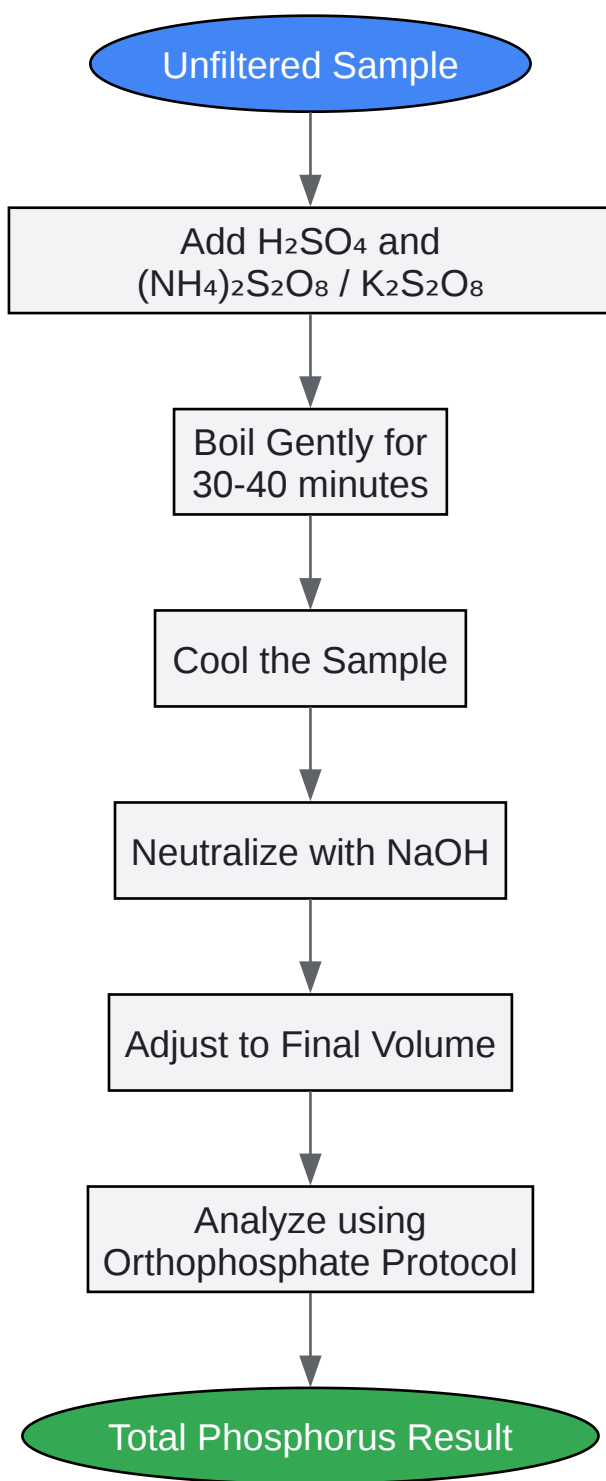 Unfiltered Sample
Add H₂SO₄ and
(NH₄)₂S₂O₈ / K₂S₂O₈
Boil Gently for
30-40 minutes
Cool the Sample
Neutralize with NaOH
Adjust to Final Volume
Analyze using
Orthophosphate Protocol
Total Phosphorus Result